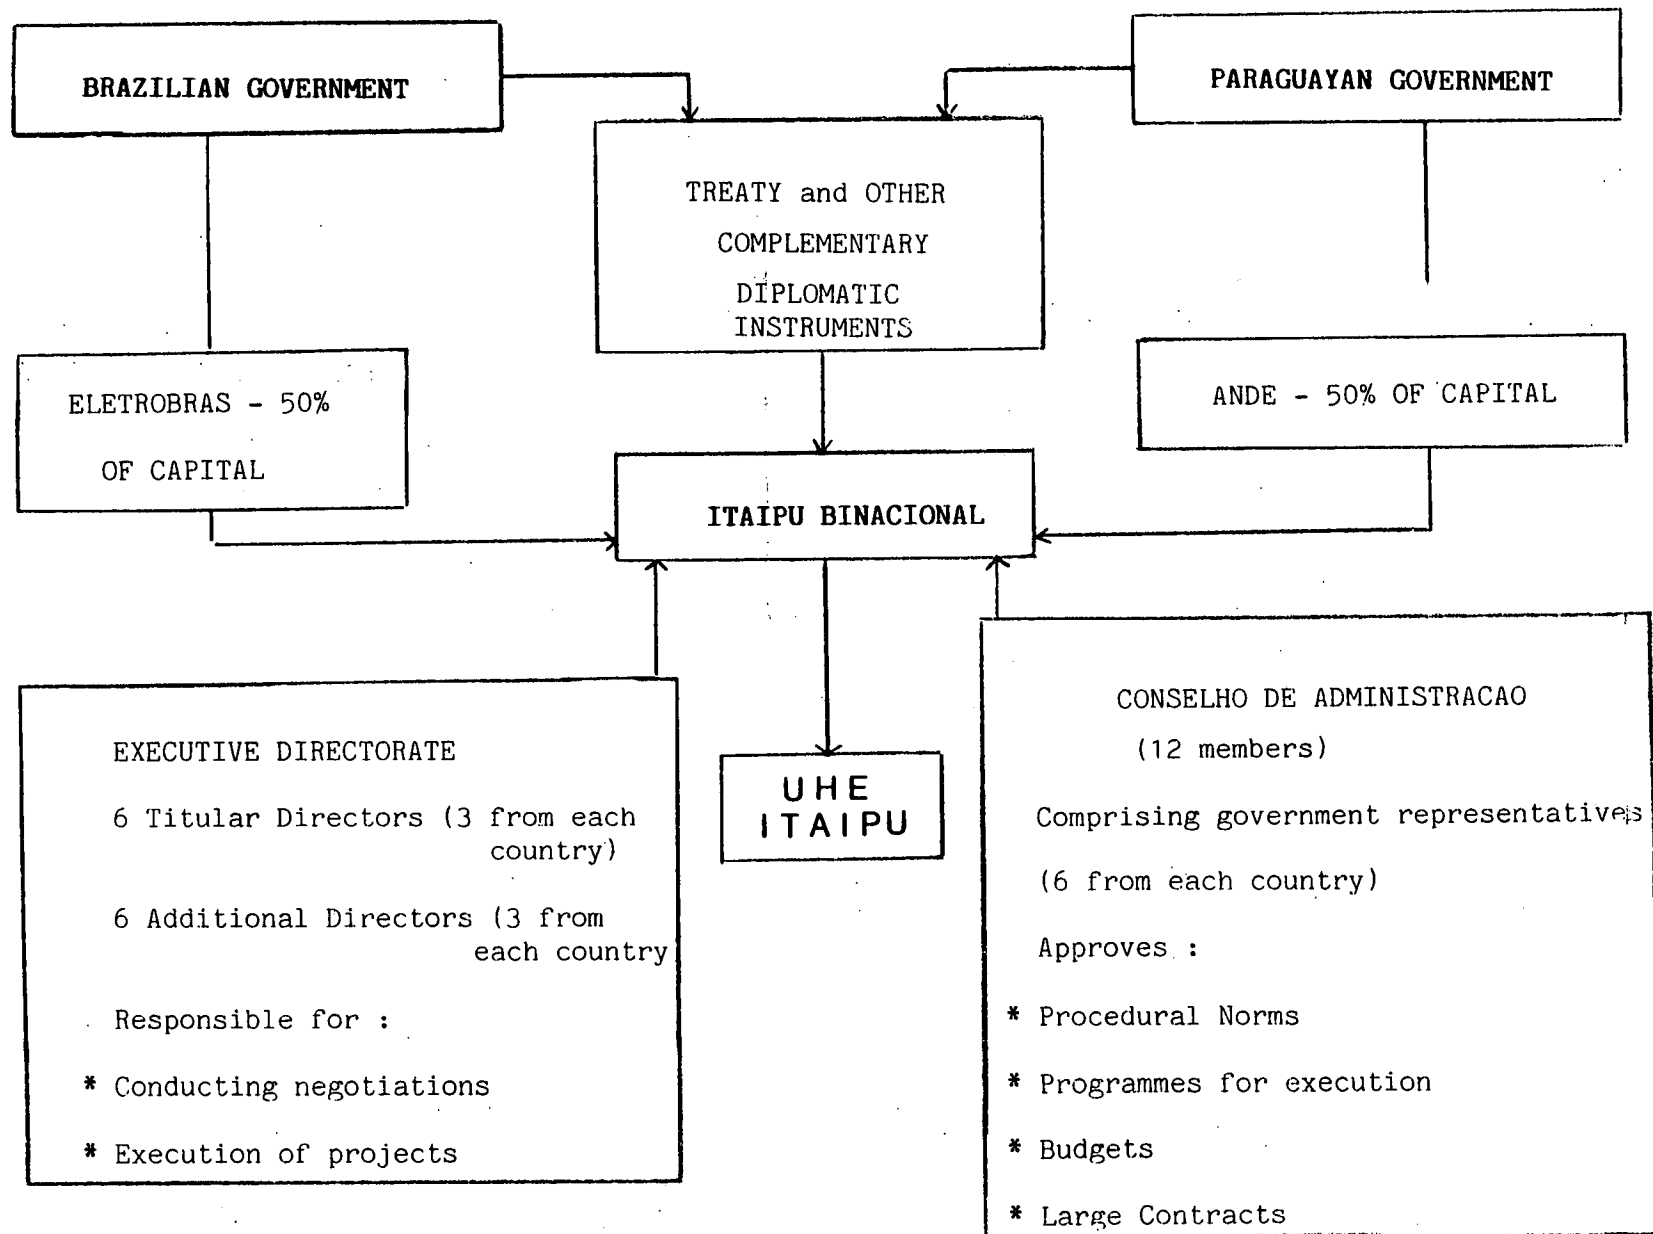 BRAZILIAN GOVERNMENT
PARAGUAYAN GOVERNMENT
TREATY and OTHER
COMPLEMENTARY
DIPLOMATIC
INSTRUMENTS
ELETROBRAS - 50%
OF CAPITAL
ANDE - 50% OF CAPITAL
ITAIPU BINACIONAL
EXECUTIVE DIRECTORATE
6 Titular Directors (3 from each
country)
6 Additional Directors (3 from
each country
Responsible for :
* Conducting negotiations
* Execution of projects
UHE
ITAIPU
CONSELHO DE ADMINISTRACAO
(12 members)
Comprising government representatives
(6 from each country)
Approves :
* Procedural Norms
* Programmes for execution
* Budgets
* Large Contracts